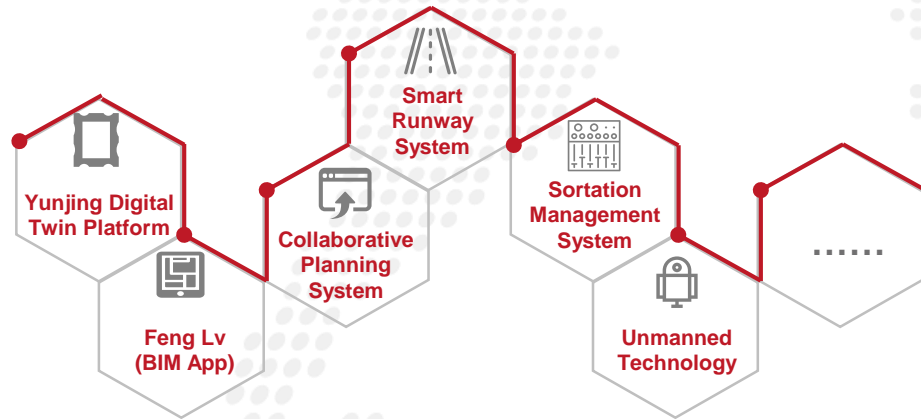 Yunjing Digital
Twin Platform
Feng Lv
(BIM App)
Collaborative
Planning
System
Smart
Runway
System
Sortation
Management
System
Unmanned
Technology
......